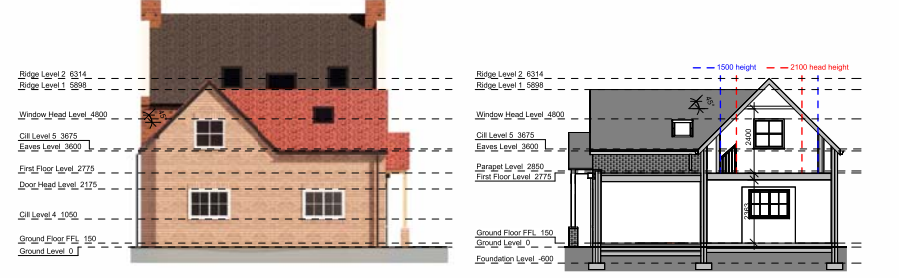 Ridge Level 2 6314
Ridge Level 1 5898
Window Head Level 4800
Cill Level 5 3675
Eaves Level 3600
First Floor Level 2775
Door Head Level 2175
Cill Level 4 1050
Ground Floor FFL 150
Ground Level 0
45°
1500 height
2100 head height
Ridge Level 2 6314
Ridge Level 1 5898
Window Head Level 4800
Cill Level 5 3675
Eaves Level 3600
Parapet Level 2850
First Floor Level 2775
Ground Floor FFL 150
Ground Level 0
Foundation Level -600
45°
2400
2363